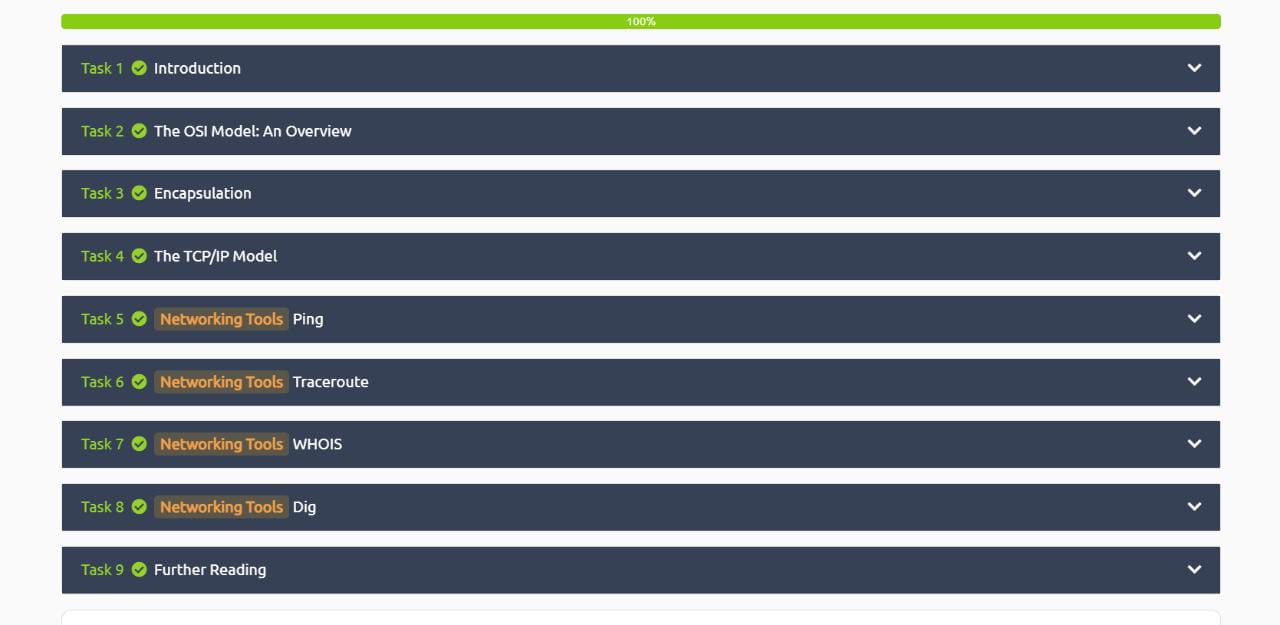 100%
Task 1 Introduction
Task 2 The OSI Model: An Overview
Task 3 Encapsulation
Task 4 The TCP/IP Model
Task 5 Networking Tools Ping
Task 6 Networking Tools Traceroute
Task 7 Networking Tools WHOIS
Task 8 Networking Tools Dig
Task 9 Further Reading